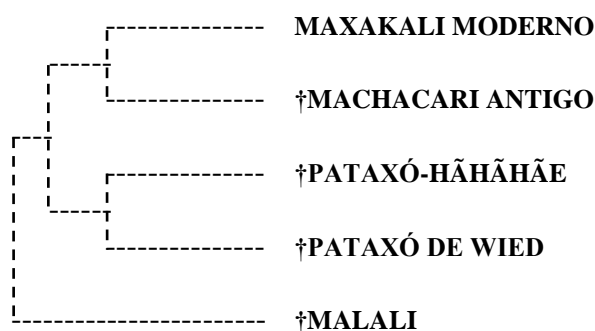 MAXAKALI MODERNO
†MACHACARI ANTIGO
†PATAXÓ-HÃHÃHÃE
†PATAXÓ DE WIED
†MALALI